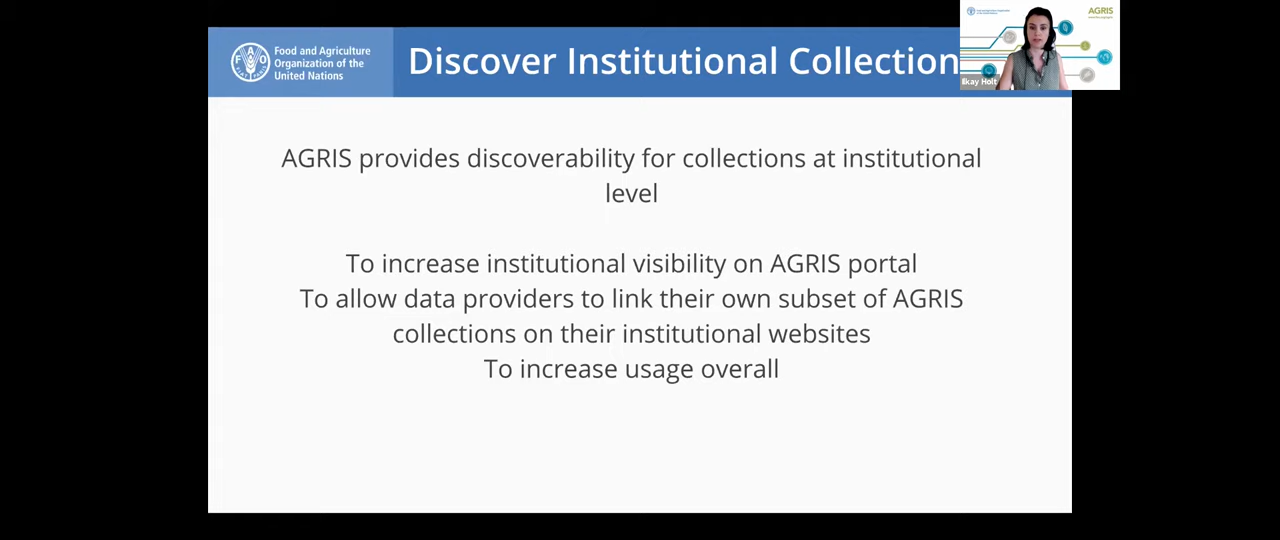 Food and Agriculture
Organization of the
United Nations
Discover Institutional Collection
AGRIS
Ilkay Holt
AGRIS provides discoverability for collections at institutional
level
To increase institutional visibility on AGRIS portal
To allow data providers to link their own subset of AGRIS
collections on their institutional websites
To increase usage overall